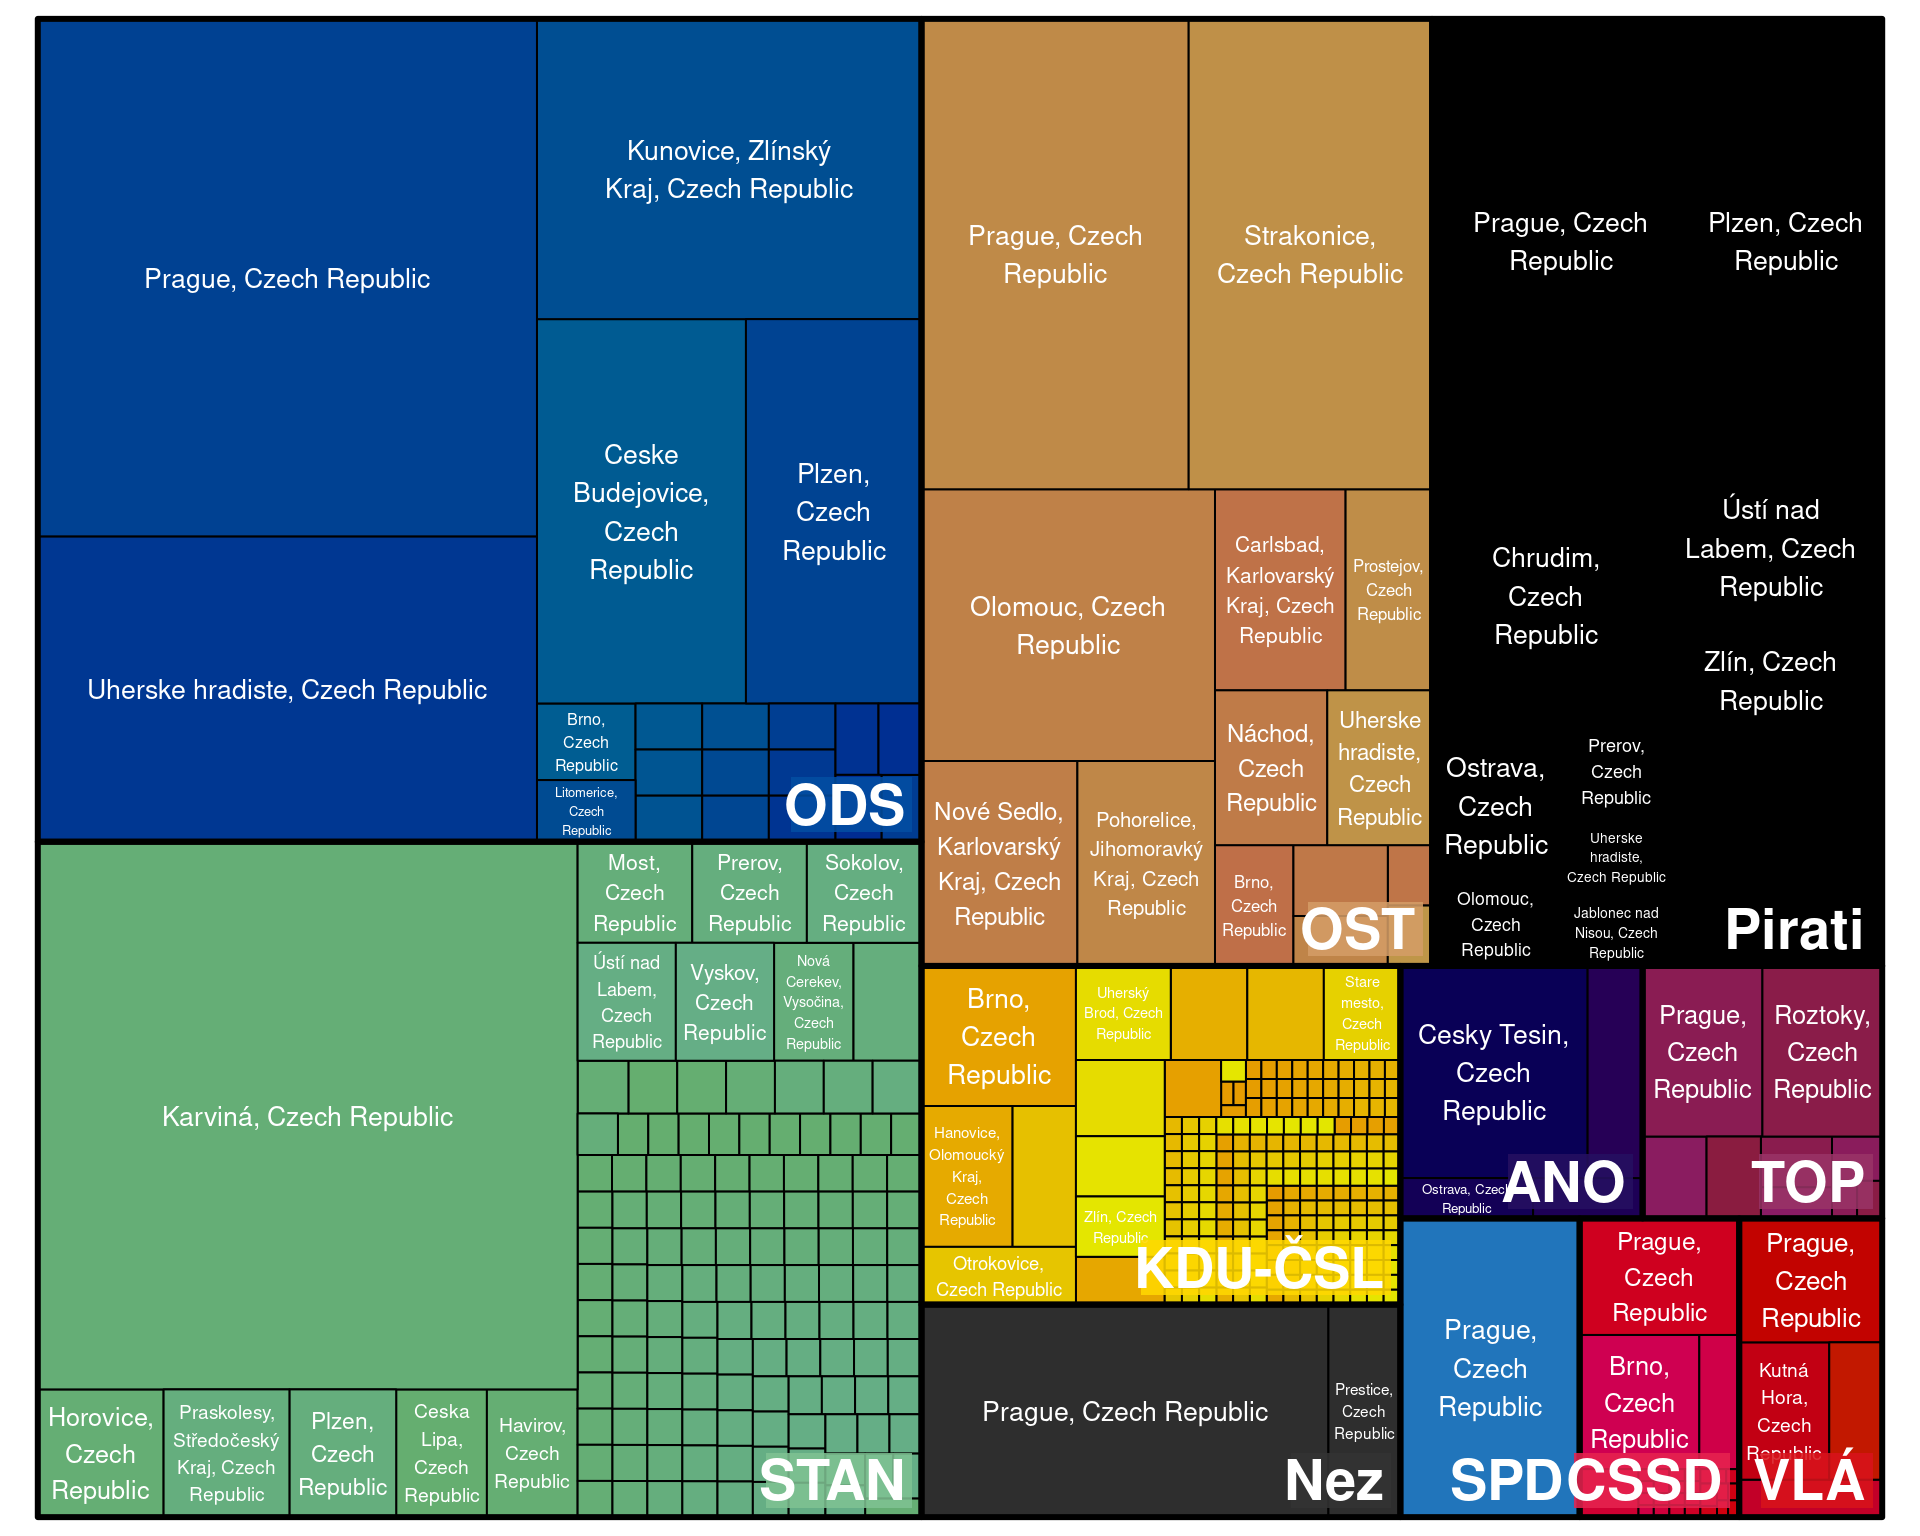 Prague, Czech Republic
Kunovice, Zlínský
Kraj, Czech Republic
Ceske
Budejovice,
Czech
Republic
Plzen,
Czech
Republic
Uherske hradiste, Czech Republic
Brno,
Czech
Republic
Litomerice,
Czech
Republic
ODS
Prague, Czech
Republic
Strakonice,
Czech Republic
Olomouc, Czech
Republic
Carlsbad,
Karlovarský
Kraj, Czech
Republic
Prostejov,
Czech
Republic
Náchod,
Czech
Republic
Uherske
hradiste,
Czech
Republic
Nové Sedlo,
Karlovarský
Kraj, Czech
Republic
Pohorelice,
Jihomoravký
Kraj, Czech
Republic
Brno,
Czech
Republic
OST
Prague, Czech
Republic
Plzen, Czech
Republic
Chrudim,
Czech
Republic
Ústí nad
Labem, Czech
Republic
Zlín, Czech
Republic
Ostrava,
Czech
Republic
Prerov,
Czech
Republic
Uherske
hradiste,
Czech Republic
Olomouc,
Czech
Republic
Jablonec nad
Nisou, Czech
Republic
Pirati
Karviná, Czech Republic
Most,
Czech
Republic
Prerov,
Czech
Republic
Sokolov,
Czech
Republic
Ústí nad
Labem,
Czech
Republic
Vyskov,
Czech
Republic
Nová
Cerekev,
Vysočina,
Czech
Republic
Horovice,
Czech
Republic
Praskolesy,
Středočeský
Kraj, Czech
Republic
Plzen,
Czech
Republic
Ceska
Lipa,
Czech
Republic
Havirov,
Czech
Republic
STAN
Brno,
Czech
Republic
Uherský
Brod, Czech
Republic
Stare
mesto,
Czech
Republic
Hanovice,
Olomoucký
Kraj,
Czech
Republic
Zlín, Czech
Republic
Otrokovice,
Czech Republic
KDU-ČSL
Cesky Tesin,
Czech
Republic
Ostrava, Czech
Republic
ANO
Prague,
Czech
Republic
Roztoky,
Czech
Republic
TOP
Prague, Czech Republic
Prestice,
Czech
Republic
Nez
Prague,
Czech
Republic
SPD
Prague,
Czech
Republic
Brno,
Czech
Republic
CSSD
Prague,
Czech
Republic
Kutná
Hora,
Czech
Republic
VLÁ